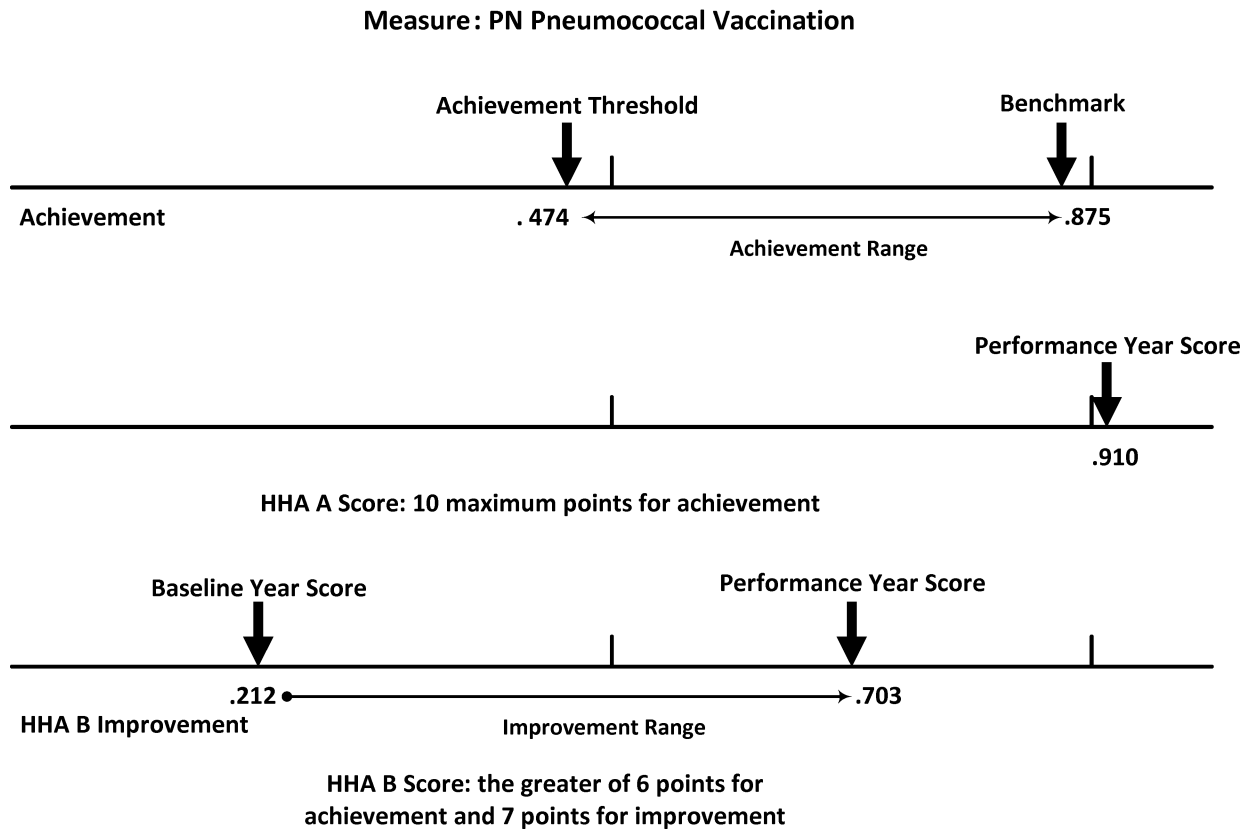 Measure: PN Pneumococcal Vaccination
Achievement Threshold
Benchmark
Achievement
. 474
.875
Achievement Range
Performance Year Score
.910
HHA A Score: 10 maximum points for achievement
Baseline Year Score
Performance Year Score
.212
.703
HHA B Improvement
Improvement Range
HHA B Score: the greater of 6 points for
achievement and 7 points for improvement